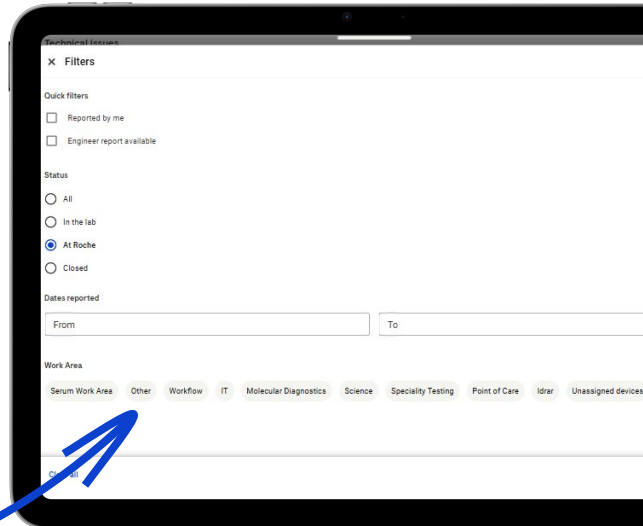 Technical issues
× Filters
Quick filters
Reported by me
Engineer report available
Status
All
In the lab
At Roche
Closed
Dates reported
From To
Work Area
Serum Work Area Other Workflow IT Molecular Diagnostics Science Speciality Testing Point of Care Idrar Unassigned devices
Clear all